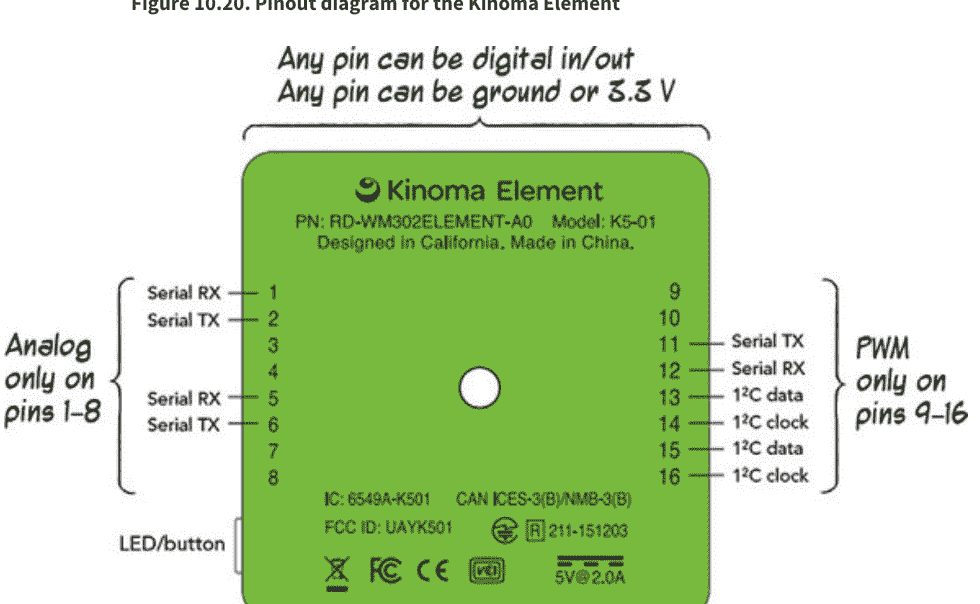 Figure 10.20. Pinout diagram for the Kinoma Element
Any pin can be digital in/out
Any pin can be ground or 3.3 V
Kinoma Element
PN: RD-WM302ELEMENT-A0 Model: K5-01
Designed in California. Made in China.
Analog
only on
pins 1–8
Serial RX 1
Serial TX 2
3
4
Serial RX 5
Serial TX 6
7
8
9
10
11 Serial TX
12 Serial RX
13 I²C data
14 I²C clock
15 I²C data
16 I²C clock
PWM
only on
pins 9–16
IC: 6549A-K501 CAN ICES-3(B)/NMB-3(B)
FCC ID: UAYK501 R 211-151203
LED/button
FC CE VCI
5V@2.0A